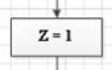 Z = 1